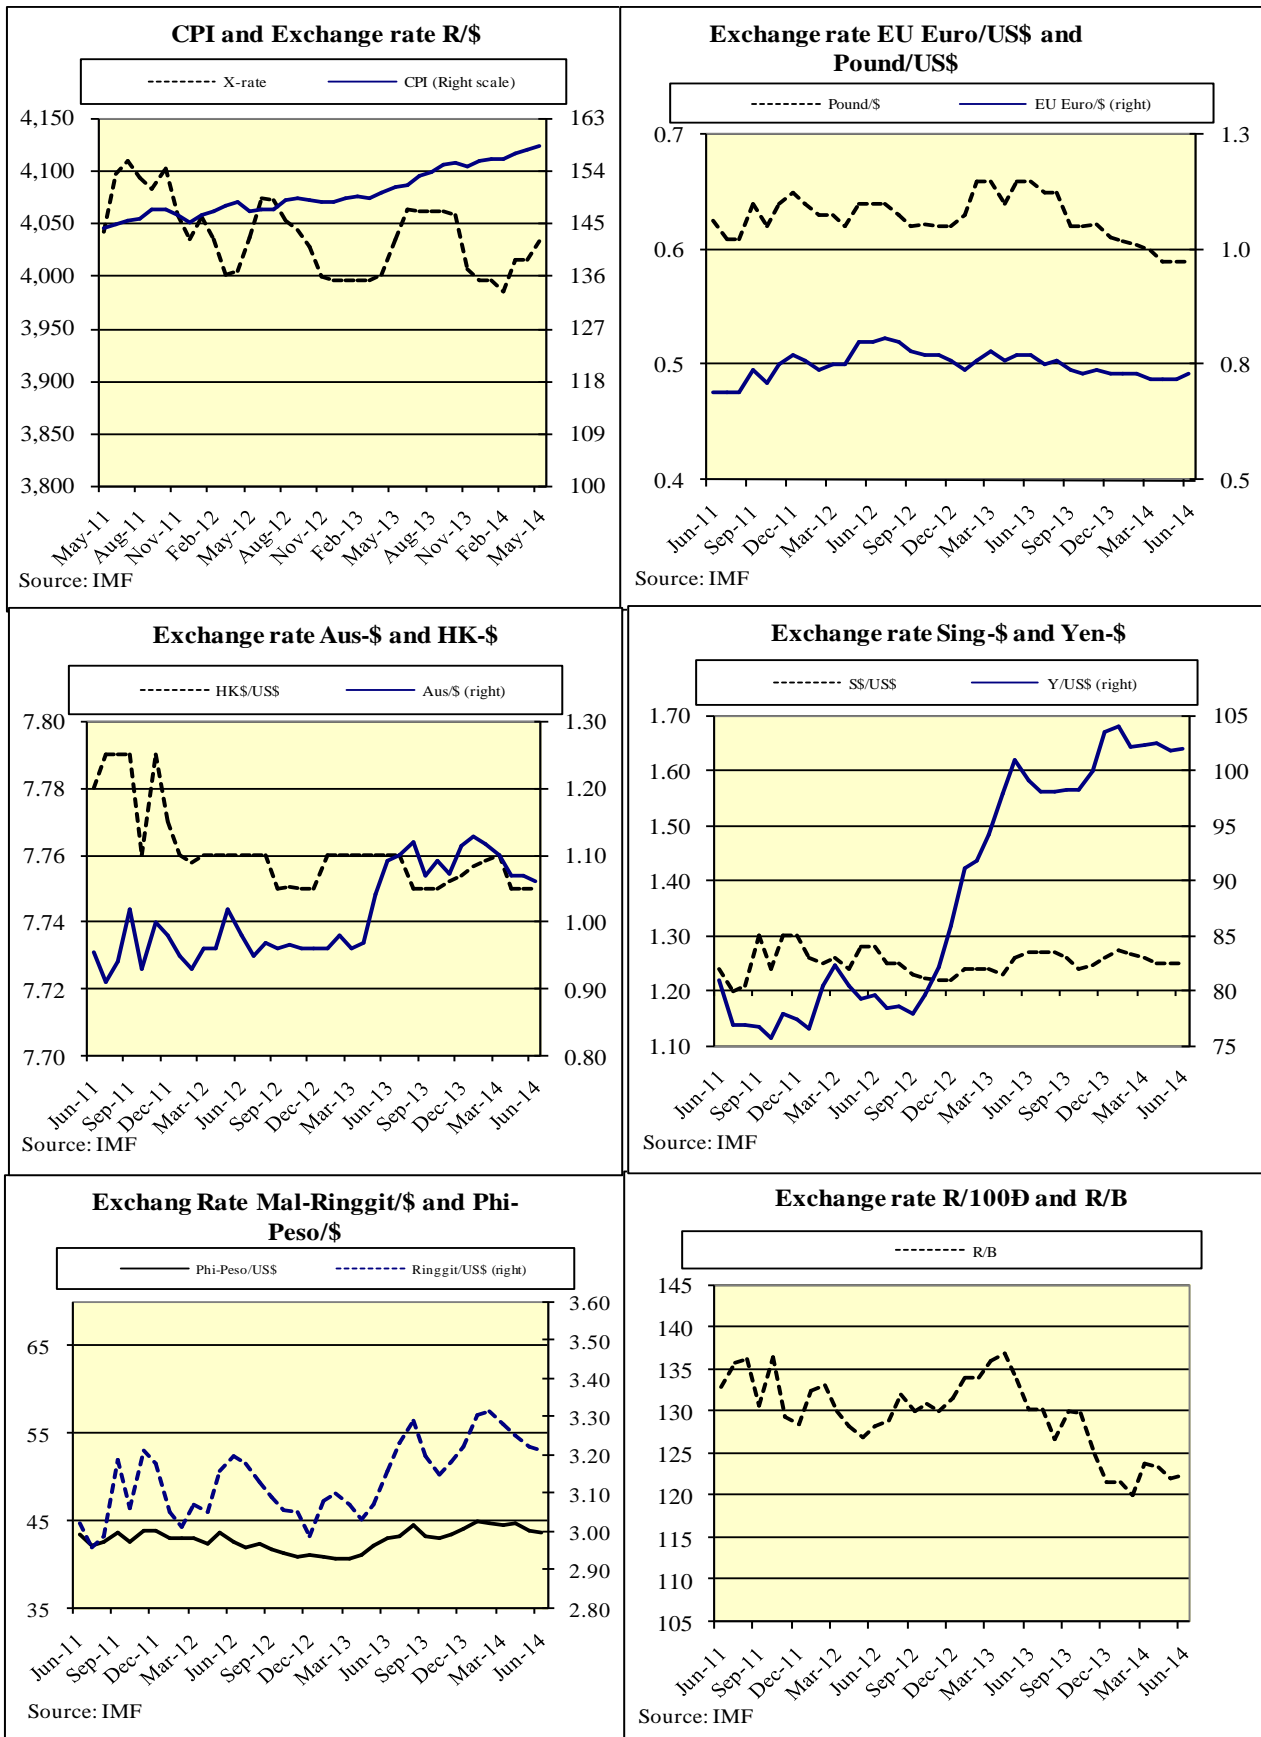 CPI and Exchange rate R/$
X-rate CPI (Right scale)
4,150 163
4,100 154
4,050 145
4,000 136
3,950 127
3,900 118
3,850 109
3,800 100
May-11 Aug-11 Nov-11 Feb-12 May-12 Aug-12 Nov-12 Feb-13 May-13 Aug-13 Nov-13 Feb-14 May-14
Source: IMF
Exchange rate EU Euro/US$ and
Pound/US$
Pound/$ EU Euro/$ (right)
0.7 1.3
0.6 1.0
0.5 0.8
0.4 0.5
Jun-11 Sep-11 Dec-11 Mar-12 Jun-12 Sep-12 Dec-12 Mar-13 Jun-13 Sep-13 Dec-13 Mar-14 Jun-14
Source: IMF
Exchange rate Aus-$ and HK-$
HK$/US$ Aus/$ (right)
7.80 1.30
7.78 1.20
7.76 1.10
7.74 1.00
7.72 0.90
7.70 0.80
Jun-11 Sep-11 Dec-11 Mar-12 Jun-12 Sep-12 Dec-12 Mar-13 Jun-13 Sep-13 Dec-13 Mar-14 Jun-14
Source: IMF
Exchange rate Sing-$ and Yen-$
S$/US$ Y/US$ (right)
1.70 105
1.60 100
1.50 95
1.40 90
1.30 85
1.20 80
1.10 75
Jun-11 Sep-11 Dec-11 Mar-12 Jun-12 Sep-12 Dec-12 Mar-13 Jun-13 Sep-13 Dec-13 Mar-14 Jun-14
Source: IMF
Exchang Rate Mal-Ringgit/$ and Phi-
Peso/$
Phi-Peso/US$ Ringgit/US$ (right)
3.60
65 3.50
3.40
3.30
55 3.20
3.10
45 3.00
2.90
35 2.80
Jun-11 Sep-11 Dec-11 Mar-12 Jun-12 Sep-12 Dec-12 Mar-13 Jun-13 Sep-13 Dec-13 Mar-14 Jun-14
Source: IMF
Exchange rate R/100Đ and R/B
R/B
145
140
135
130
125
120
115
110
105
Jun-11 Sep-11 Dec-11 Mar-12 Jun-12 Sep-12 Dec-12 Mar-13 Jun-13 Sep-13 Dec-13 Mar-14 Jun-14
Source: IMF